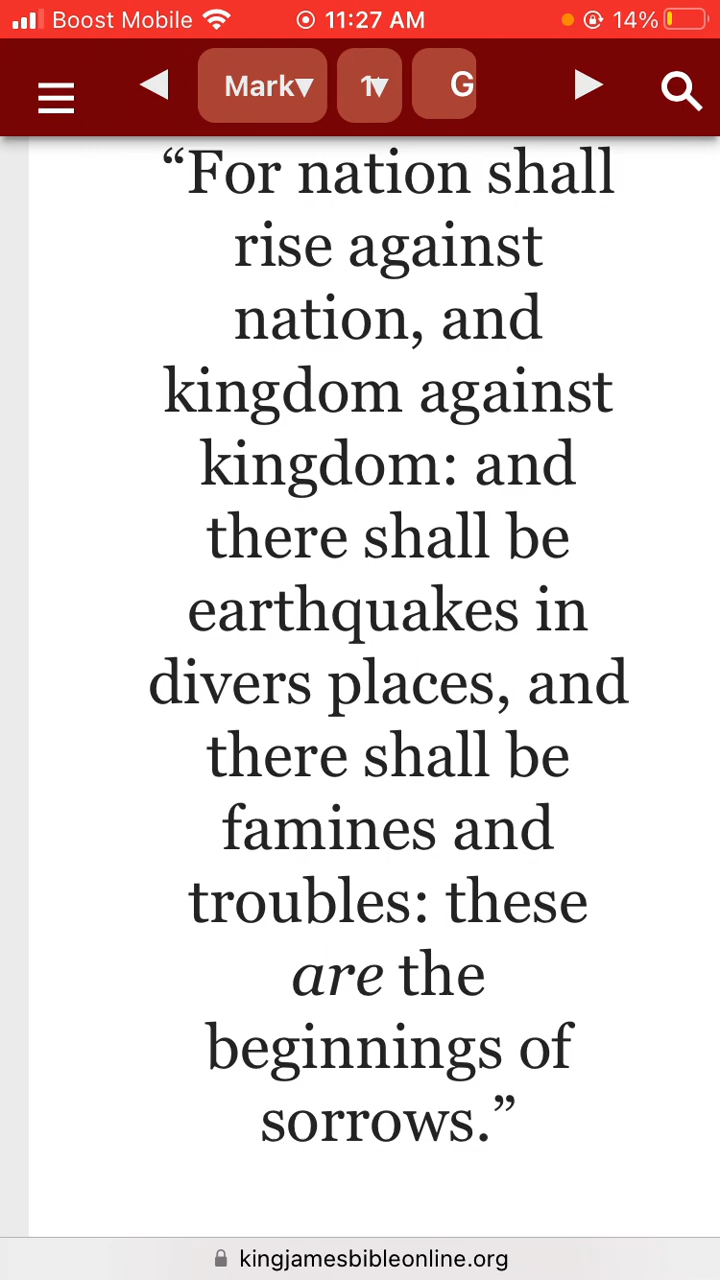 Boost Mobile 11:27 AM 14%
Mark▾ 1▾ G
“For nation shall
rise against
nation, and
kingdom against
kingdom: and
there shall be
earthquakes in
divers places, and
there shall be
famines and
troubles: these
are the
beginnings of
sorrows.”
kingjamesbibleonline.org